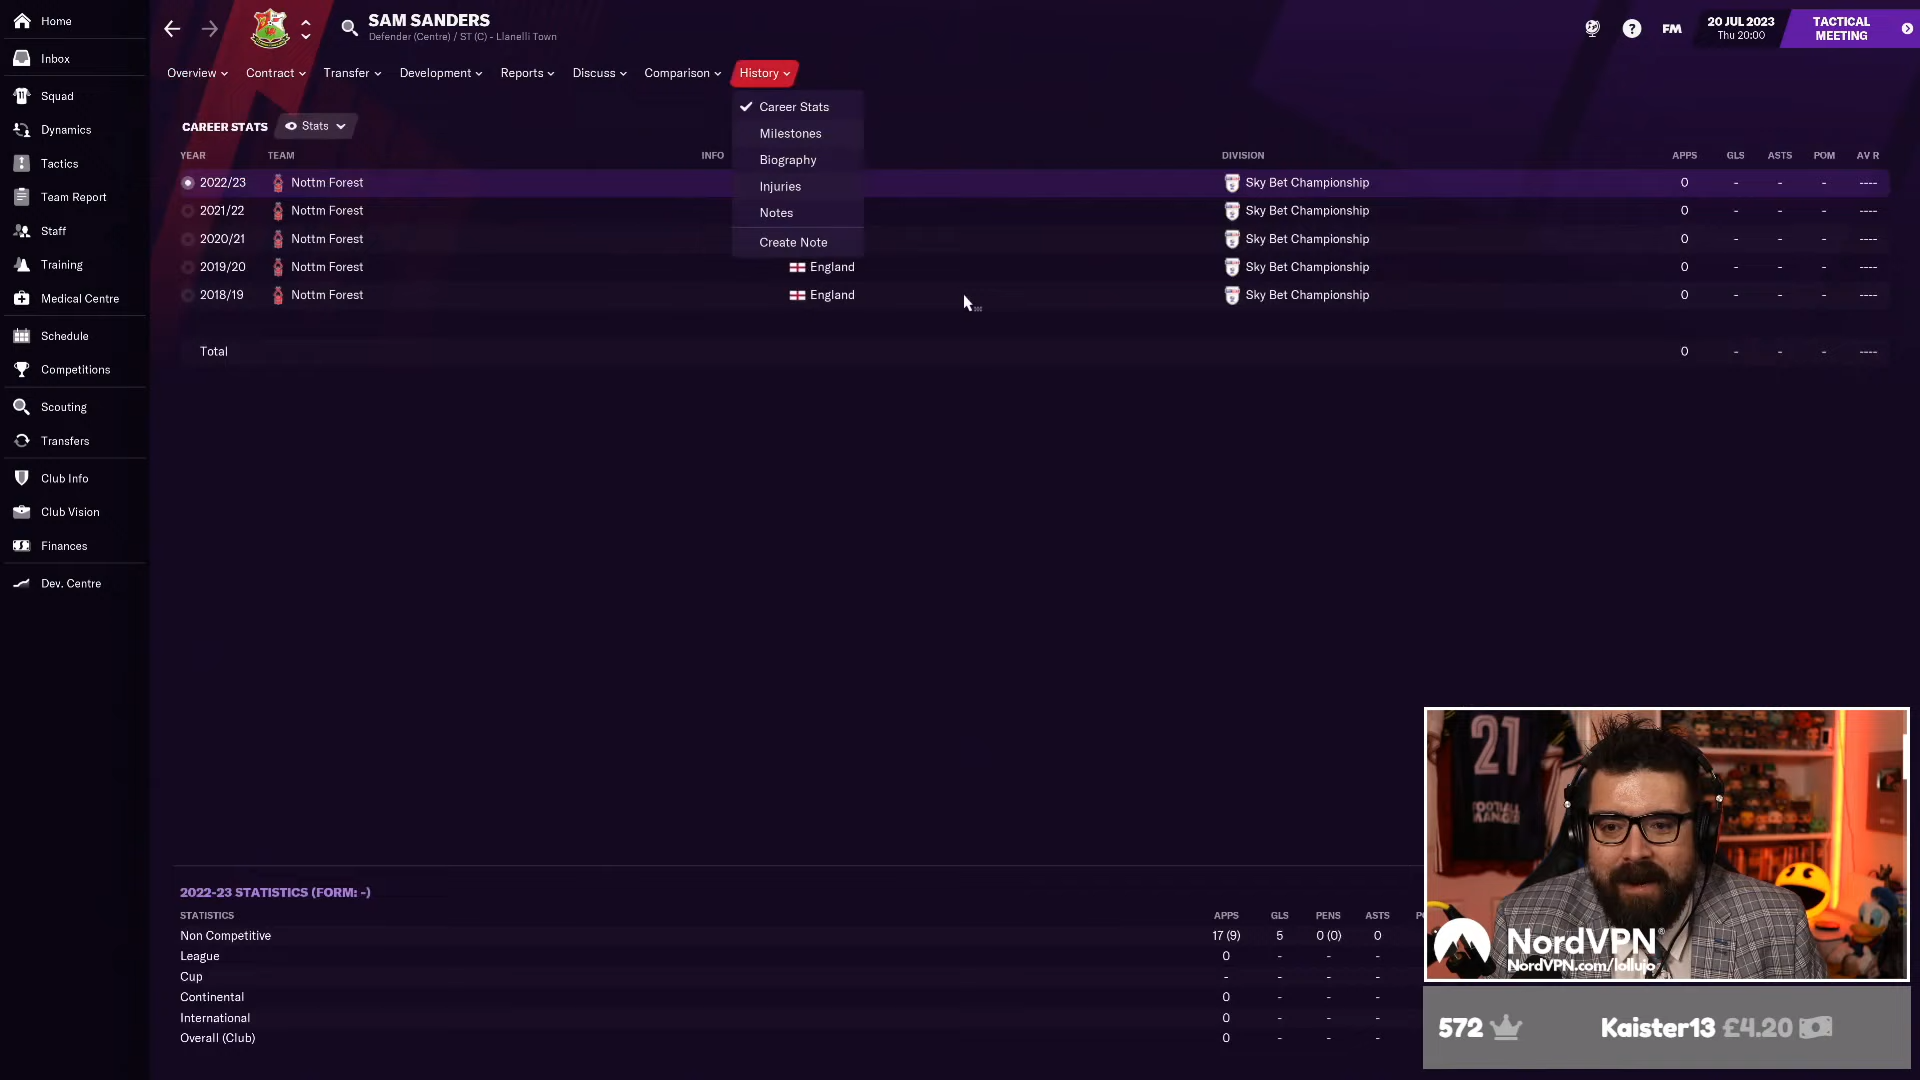 Home
Inbox
Squad
Dynamics
Tactics
Team Report
Staff
Training
Medical Centre
Schedule
Competitions
Scouting
Transfers
Club Info
Club Vision
Finances
Dev. Centre
SAM SANDERS
Defender (Centre) / ST (C) - Llanelli Town
FM
20 JUL 2023
Thu 20:00
TACTICAL
MEETING
Overview Contract Transfer Development Reports Discuss Comparison History
Career Stats
Milestones
Biography
Injuries
Notes
Create Note
CAREER STATS Stats
YEAR TEAM INFO DIVISION APPS GLS ASTS POM AV R
2022/23 Nottm Forest Sky Bet Championship 0 - - - ----
2021/22 Nottm Forest Sky Bet Championship 0 - - - ----
2020/21 Nottm Forest Sky Bet Championship 0 - - - ----
2019/20 Nottm Forest England Sky Bet Championship 0 - - - ----
2018/19 Nottm Forest England Sky Bet Championship 0 - - - ----
Total 0 - - - ----
2022-23 STATISTICS (FORM: -)
STATISTICS APPS GLS PENS ASTS
Non Competitive 17 (9) 5 0 (0) 0
League 0 - - -
Cup - - - -
Continental 0 - - -
International 0 - - -
Overall (Club) 0 - - -
21
FOOTBALL
NordVPN®
NordVPN.com/lollujo
572
Kaister13 £4.20